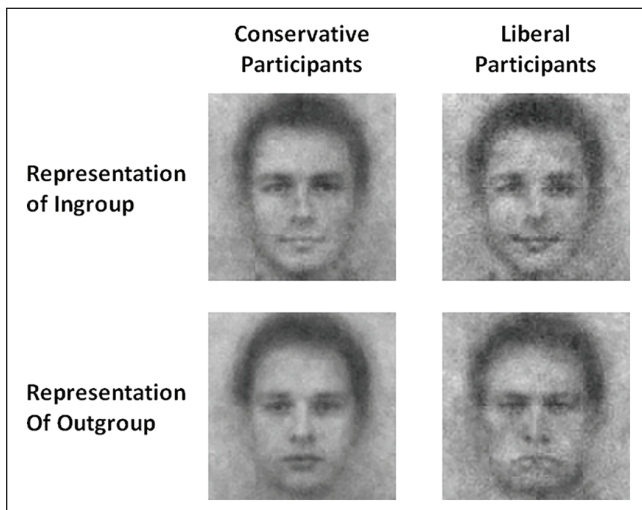 Conservative
Participants
Liberal
Participants
Representation
of Ingroup
Representation
Of Outgroup